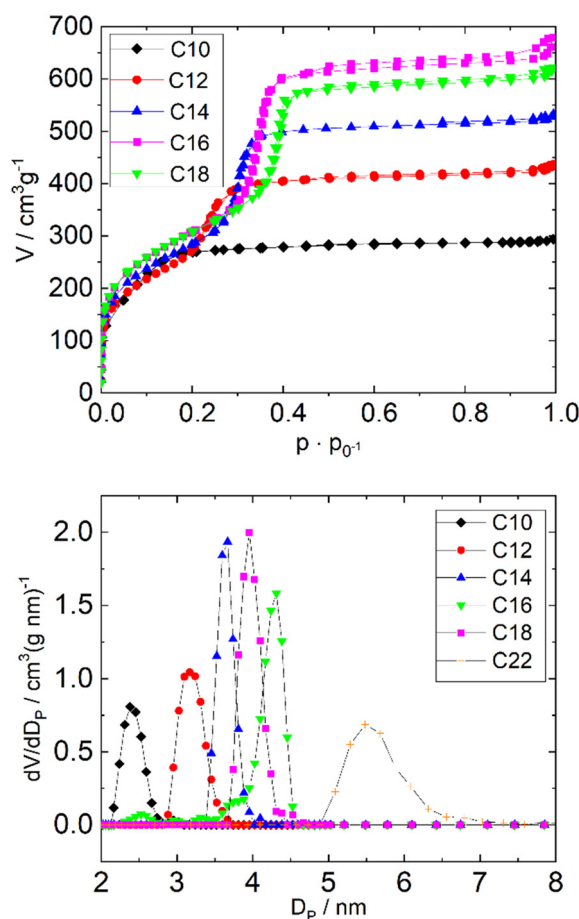 700
600
500
400
300
200
100
0
V / cm³g⁻¹
C10
C12
C14
C16
C18
0.0 0.2 0.4 0.6 0.8 1.0
p · p₀₋₁
2.0
1.5
1.0
0.5
0.0
dV/dD_P / cm³(g nm)⁻¹
C10
C12
C14
C16
C18
C22
2 3 4 5 6 7 8
D_P / nm